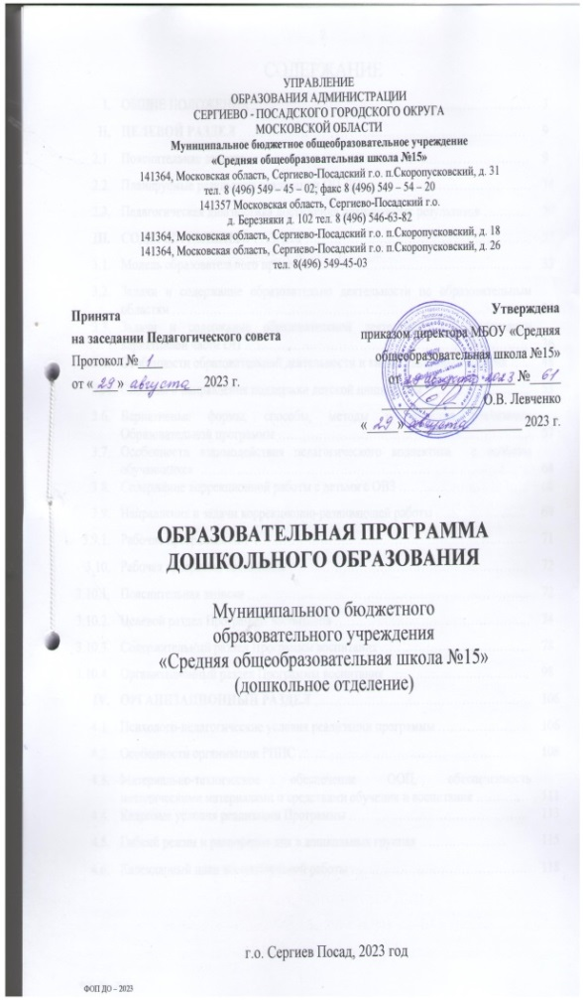 УПРАВЛЕНИЕ
ОБРАЗОВАНИЯ АДМИНИСТРАЦИИ
СЕРГИЕВО - ПОСАДСКОГО ГОРОДСКОГО ОКРУГА
МОСКОВСКОЙ ОБЛАСТИ
Муниципальное бюджетное общеобразовательное учреждение
«Средняя общеобразовательная школа №15»
141364, Московская область, Сергиево-Посадский г.о. п.Скоропусковский, д. 31
тел. 8 (496) 549 – 45 – 02; факс 8 (496) 549 – 54 – 20
141357 Московская область, Сергиево-Посадский г.о.
д. Березняки д. 102 тел. 8 (496) 546-63-82
141364, Московская область, Сергиево-Посадский г.о. п.Скоропусковский, д. 18
141364, Московская область, Сергиево-Посадский г.о. п.Скоропусковский, д. 26
тел. 8(496) 549-45-03
Принята
на заседании Педагогического совета
Протокол № 1
от « 29 » августа 2023 г.
Утверждена
приказом директора МБОУ «Средняя
общеобразовательная школа №15»
от 29 августа 2023 № 61
О.В. Левченко
« 29 » августа 2023 г.
ОБРАЗОВАТЕЛЬНАЯ ПРОГРАММА
ДОШКОЛЬНОГО ОБРАЗОВАНИЯ
Муниципального бюджетного
образовательного учреждения
«Средняя общеобразовательная школа №15»
(дошкольное отделение)
г.о. Сергиев Посад, 2023 год
ФОП ДО – 2023